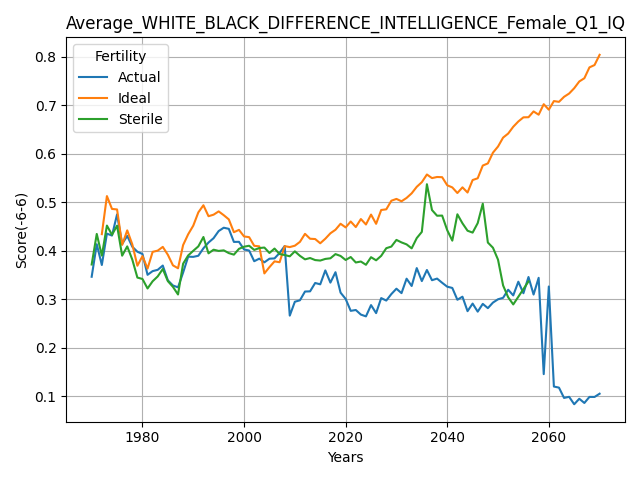 Average_WHITE_BLACK_DIFFERENCE_INTELLIGENCE_Female_Q1_IQ
Fertility
Actual
Ideal
Sterile
Score(-6-6)
0.8
0.7
0.6
0.5
0.4
0.3
0.2
0.1
1980
2000
2020
2040
2060
Years